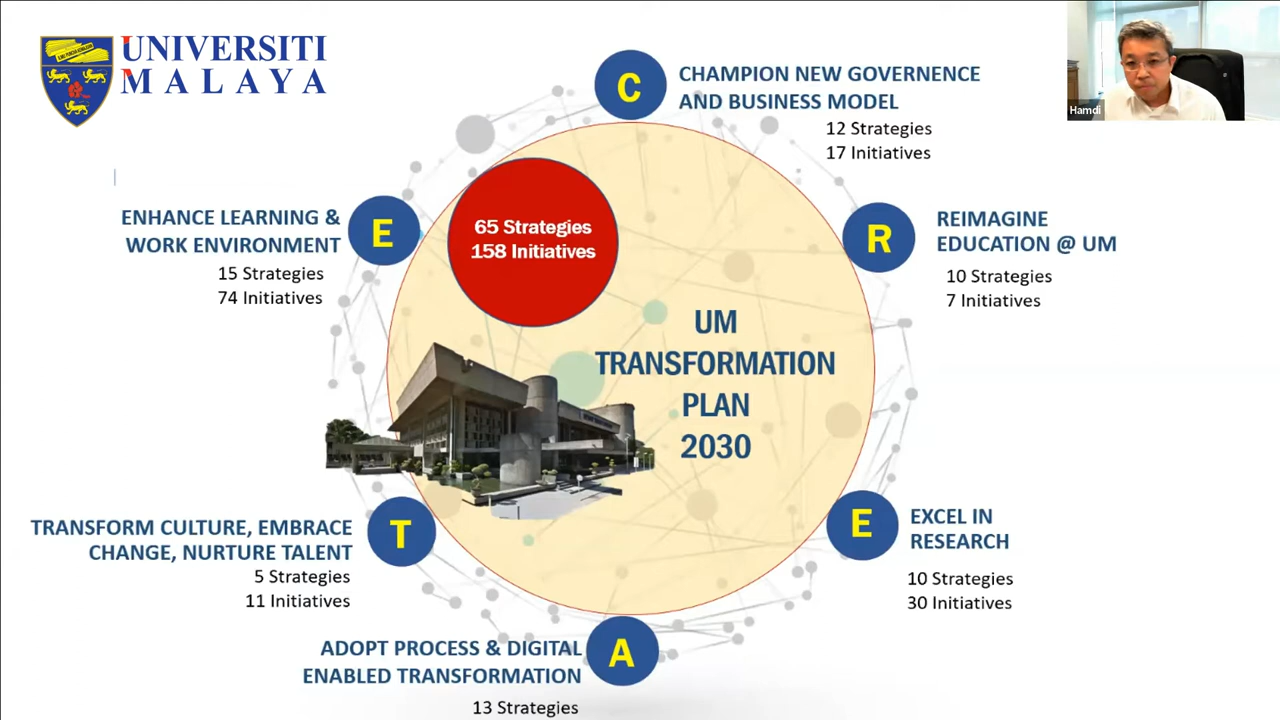 UNIVERSITI
MALAYA
C
CHAMPION NEW GOVERNENCE
AND BUSINESS MODEL
12 Strategies
17 Initiatives
Hamdi
E
ENHANCE LEARNING &
WORK ENVIRONMENT
15 Strategies
74 Initiatives
65 Strategies
158 Initiatives
R
REIMAGINE
EDUCATION @ UM
10 Strategies
7 Initiatives
UM
TRANSFORMATION
PLAN
2030
T
TRANSFORM CULTURE, EMBRACE
CHANGE, NURTURE TALENT
5 Strategies
11 Initiatives
E
EXCEL IN
RESEARCH
10 Strategies
30 Initiatives
A
ADOPT PROCESS & DIGITAL
ENABLED TRANSFORMATION
13 Strategies